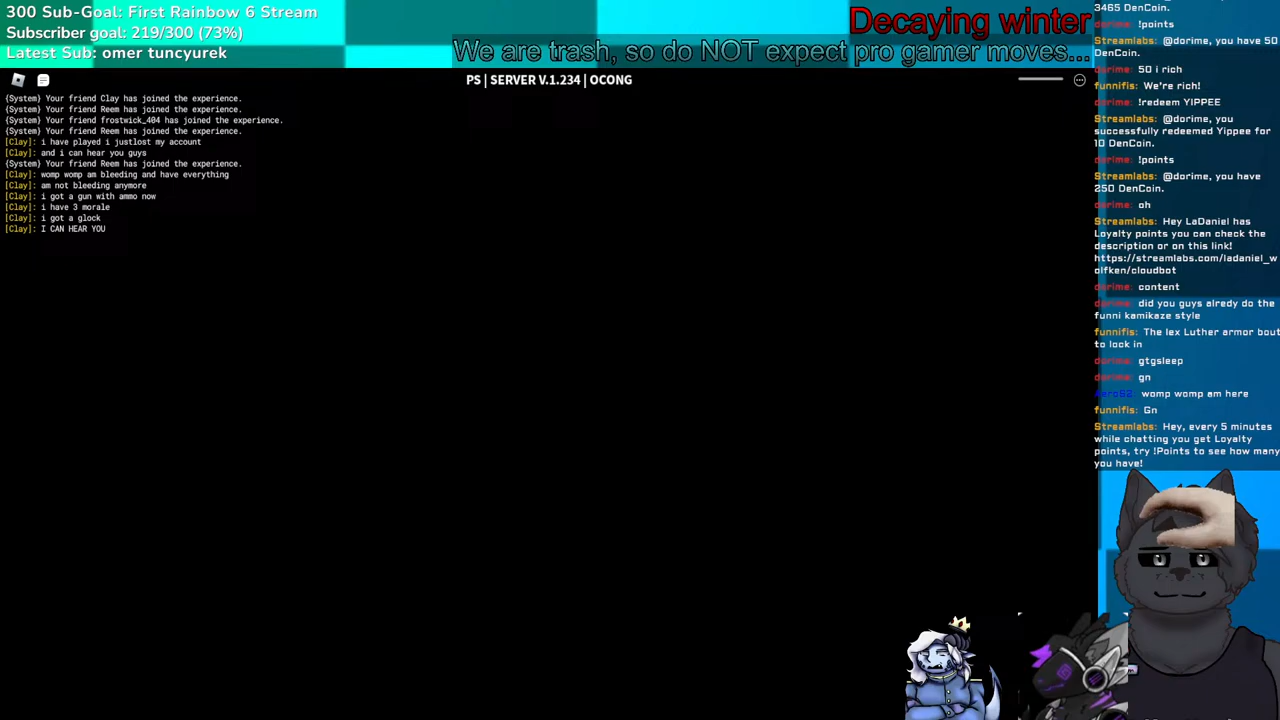 300 Sub-Goal: First Rainbow 6 Stream
Subscriber goal: 219/300 (73%)
Latest Sub: omer tuncyurek
Decaying winter
We are trash, so do NOT expect pro gamer moves...
PS | SERVER V.1.234 | OCONG
{System} Your friend Clay has joined the experience.
{System} Your friend Reem has joined the experience.
{System} Your friend frostwick_404 has joined the experience.
{System} Your friend Reem has joined the experience.
[Clay]: i have played i justlost my account
[Clay]: and i can hear you guys
{System} Your friend Reem has joined the experience.
[Clay]: womp womp am bleeding and have everything
[Clay]: am not bleeding anymore
[Clay]: i got a gun with ammo now
[Clay]: i have 3 morale
[Clay]: i got a glock
[Clay]: I CAN HEAR YOU
3465 DenCoin.
dorime: !points
Streamlabs: @dorime, you have 50
DenCoin.
dorime: 50 i rich
funnifis: We're rich!
dorime: !redeem YIPPEE
Streamlabs: @dorime, you
successfully redeemed Yippee for
10 DenCoin.
dorime: !points
Streamlabs: @dorime, you have
250 DenCoin.
dorime: oh
Streamlabs: Hey LaDaniel has
Loyalty points you can check the
description or on this link!
https://streamlabs.com/ladaniel_w
olfken/cloudbot
dorime: content
dorime: did you guys alredy do the
funni kamikaze style
funnifis: The lex Luther armor bout
to lock in
dorime: gtgsleep
dorime: gn
womp womp am here
funnifis: Gn
Streamlabs: Hey, every 5 minutes
while chatting you get Loyalty
points, try !Points to see how many
you have!